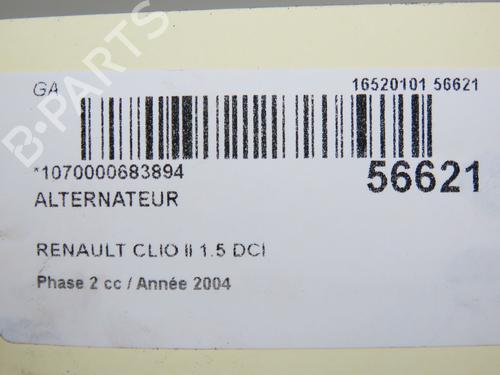 B-PARTS
GA
16520101 56621
*1070000683894
56621
ALTERNATEUR
RENAULT CLIO II 1.5 DCI
Phase 2 cc / Année 2004